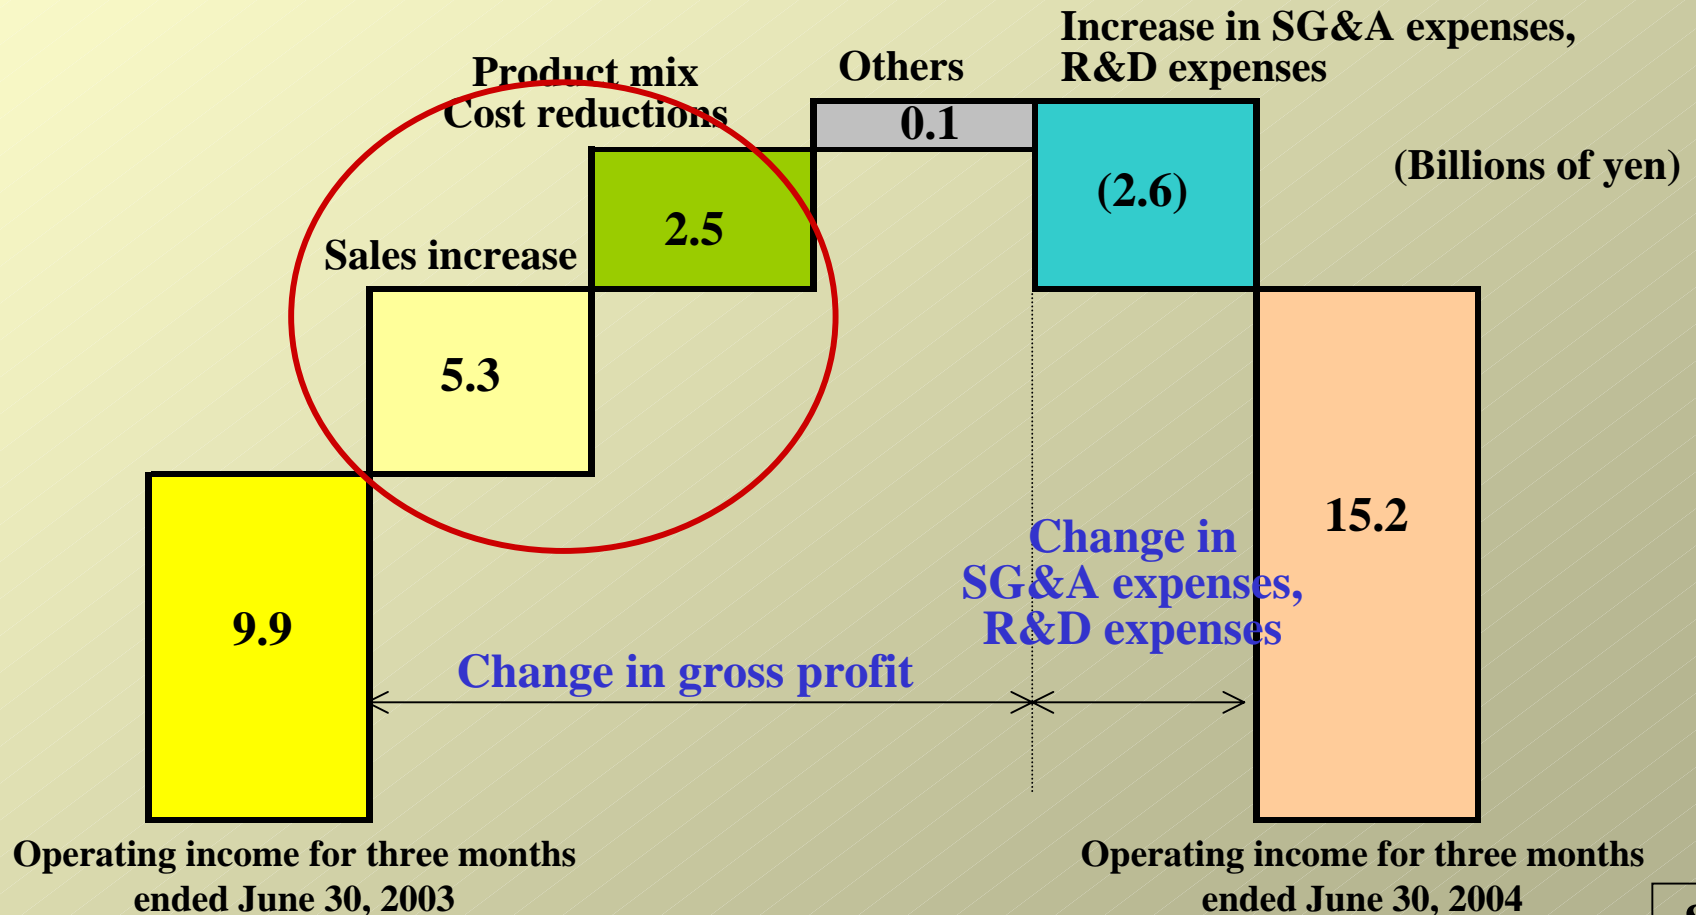 Increase in SG&A expenses,
R&D expenses
Others
Product mix
Cost reductions
0.1
(Billions of yen)
(2.6)
2.5
Sales increase
5.3
15.2
Change in
SG&A expenses,
R&D expenses
9.9
Change in gross profit
Operating income for three months
ended June 30, 2003
Operating income for three months
ended June 30, 2004